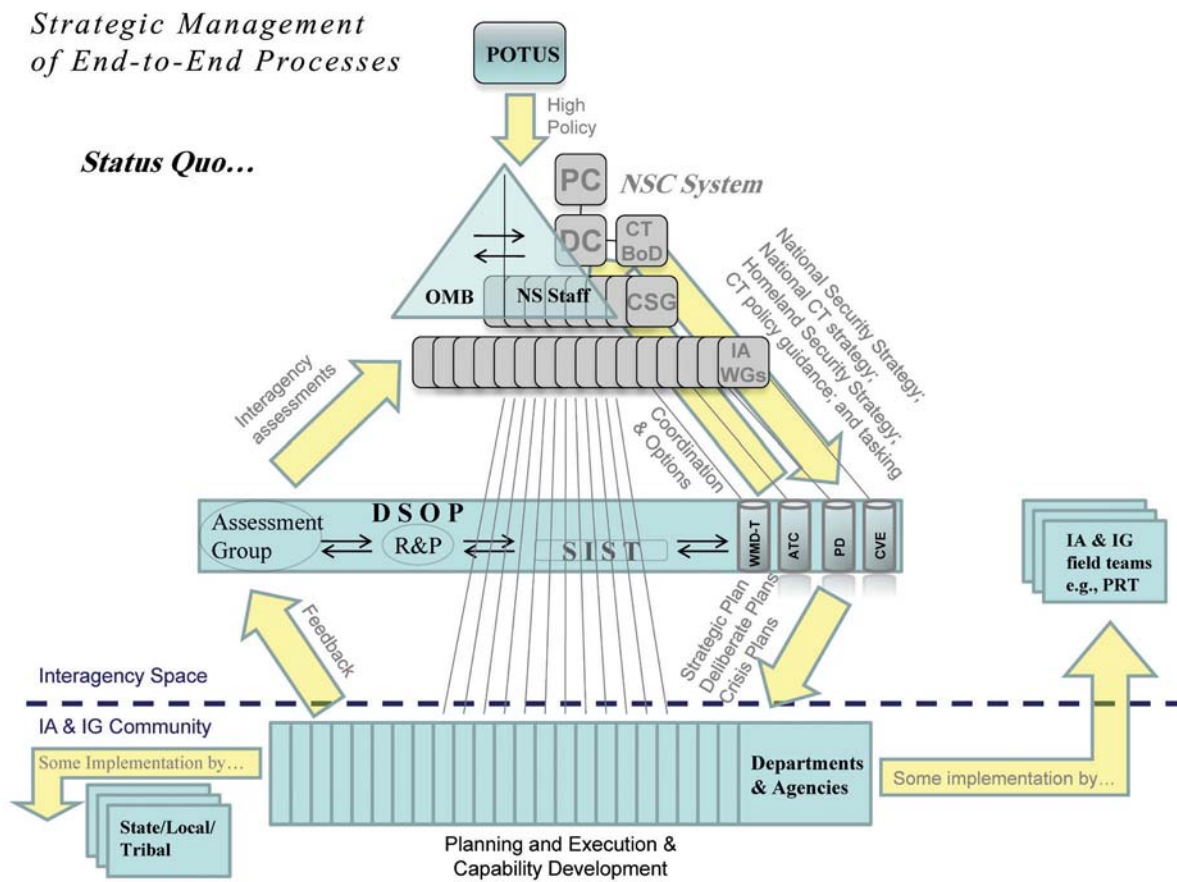 Strategic Management
of End-to-End Processes
POTUS
High
Policy
Status Quo…
PC
NSC System
DC
CT
BoD
OMB
NS Staff
CSG
IA
WGs
National Security Strategy;
National CT strategy;
Homeland Security Strategy;
CT policy guidance; and tasking
Interagency
assessments
Coordination
& Options
DSOP
Assessment
Group
R&P
SIST
WMD-T
ATC
PD
CVE
IA & IG
field teams
e.g., PRT
Feedback
Strategic Plan
Deliberate Plans
Crisis Plans
Interagency Space
IA & IG Community
Some Implementation by…
Departments
& Agencies
Some implementation by…
State/Local/
Tribal
Planning and Execution &
Capability Development